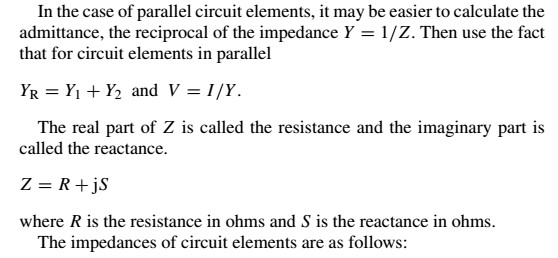 In the case of parallel circuit elements, it may be easier to calculate the
admittance, the reciprocal of the impedance Y = 1/Z. Then use the fact
that for circuit elements in parallel
Y_R = Y_1 + Y_2 and V = I/Y.
The real part of Z is called the resistance and the imaginary part is
called the reactance.
Z = R + jS
where R is the resistance in ohms and S is the reactance in ohms.
The impedances of circuit elements are as follows: